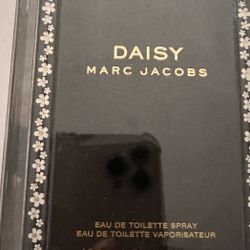 DAISY
MARC JACOBS
EAU DE TOILETTE SPRAY
EAU DE TOILETTE VAPORISATEUR